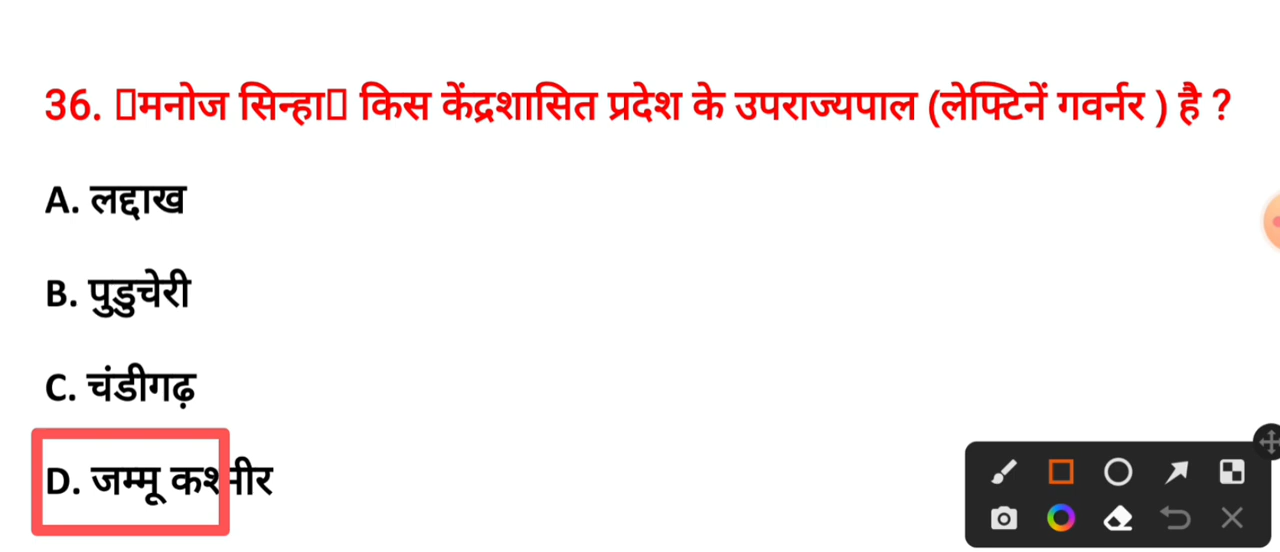 36. मनोज सिन्हा किस केंद्रशासित प्रदेश के उपराज्यपाल (लेफ्टिनें गवर्नर ) है ?
A. लद्दाख
B. पुडुचेरी
C. चंडीगढ़
D. जम्मू कश्मीर